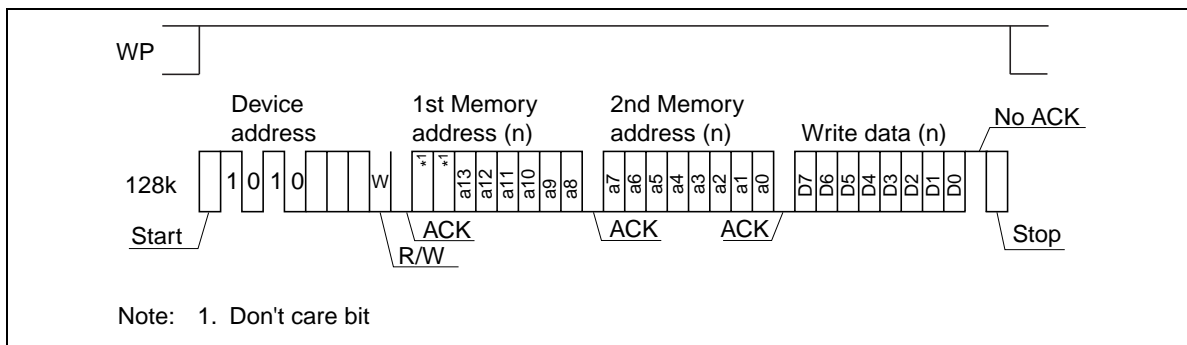 WP
Device address
1st Memory address (n)
2nd Memory address (n)
Write data (n)
No ACK
128k
1 0 1 0 W *1 *1 a13 a12 a11 a10 a9 a8 a7 a6 a5 a4 a3 a2 a1 a0 D7 D6 D5 D4 D3 D2 D1 D0
Start
R/W
ACK
ACK
ACK
Stop
Note: 1. Don't care bit